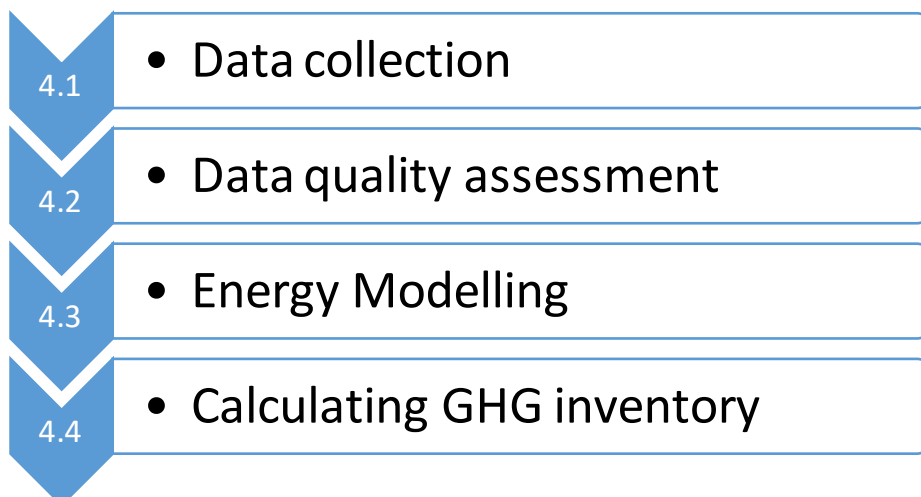 4.1 • Data collection
4.2 • Data quality assessment
4.3 • Energy Modelling
4.4 • Calculating GHG inventory